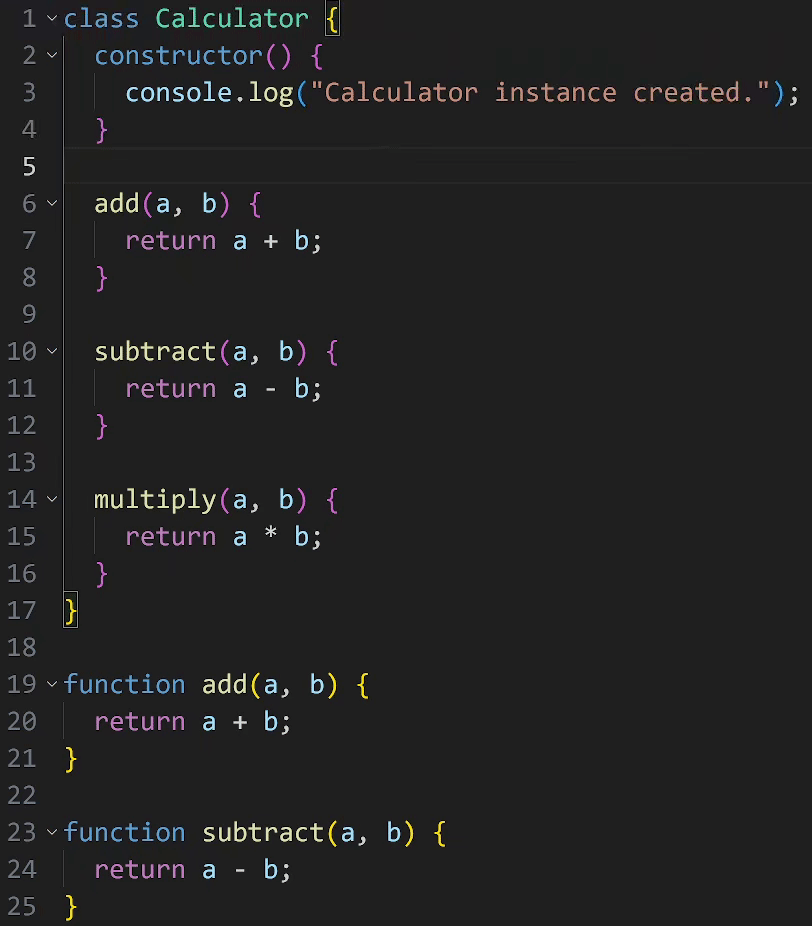 1 class Calculator {
2   constructor() {
3     console.log("Calculator instance created.");
4   }
5
6   add(a, b) {
7     return a + b;
8   }
9
10   subtract(a, b) {
11     return a - b;
12   }
13
14   multiply(a, b) {
15     return a * b;
16   }
17 }
18
19 function add(a, b) {
20   return a + b;
21 }
22
23 function subtract(a, b) {
24   return a - b;
25 }